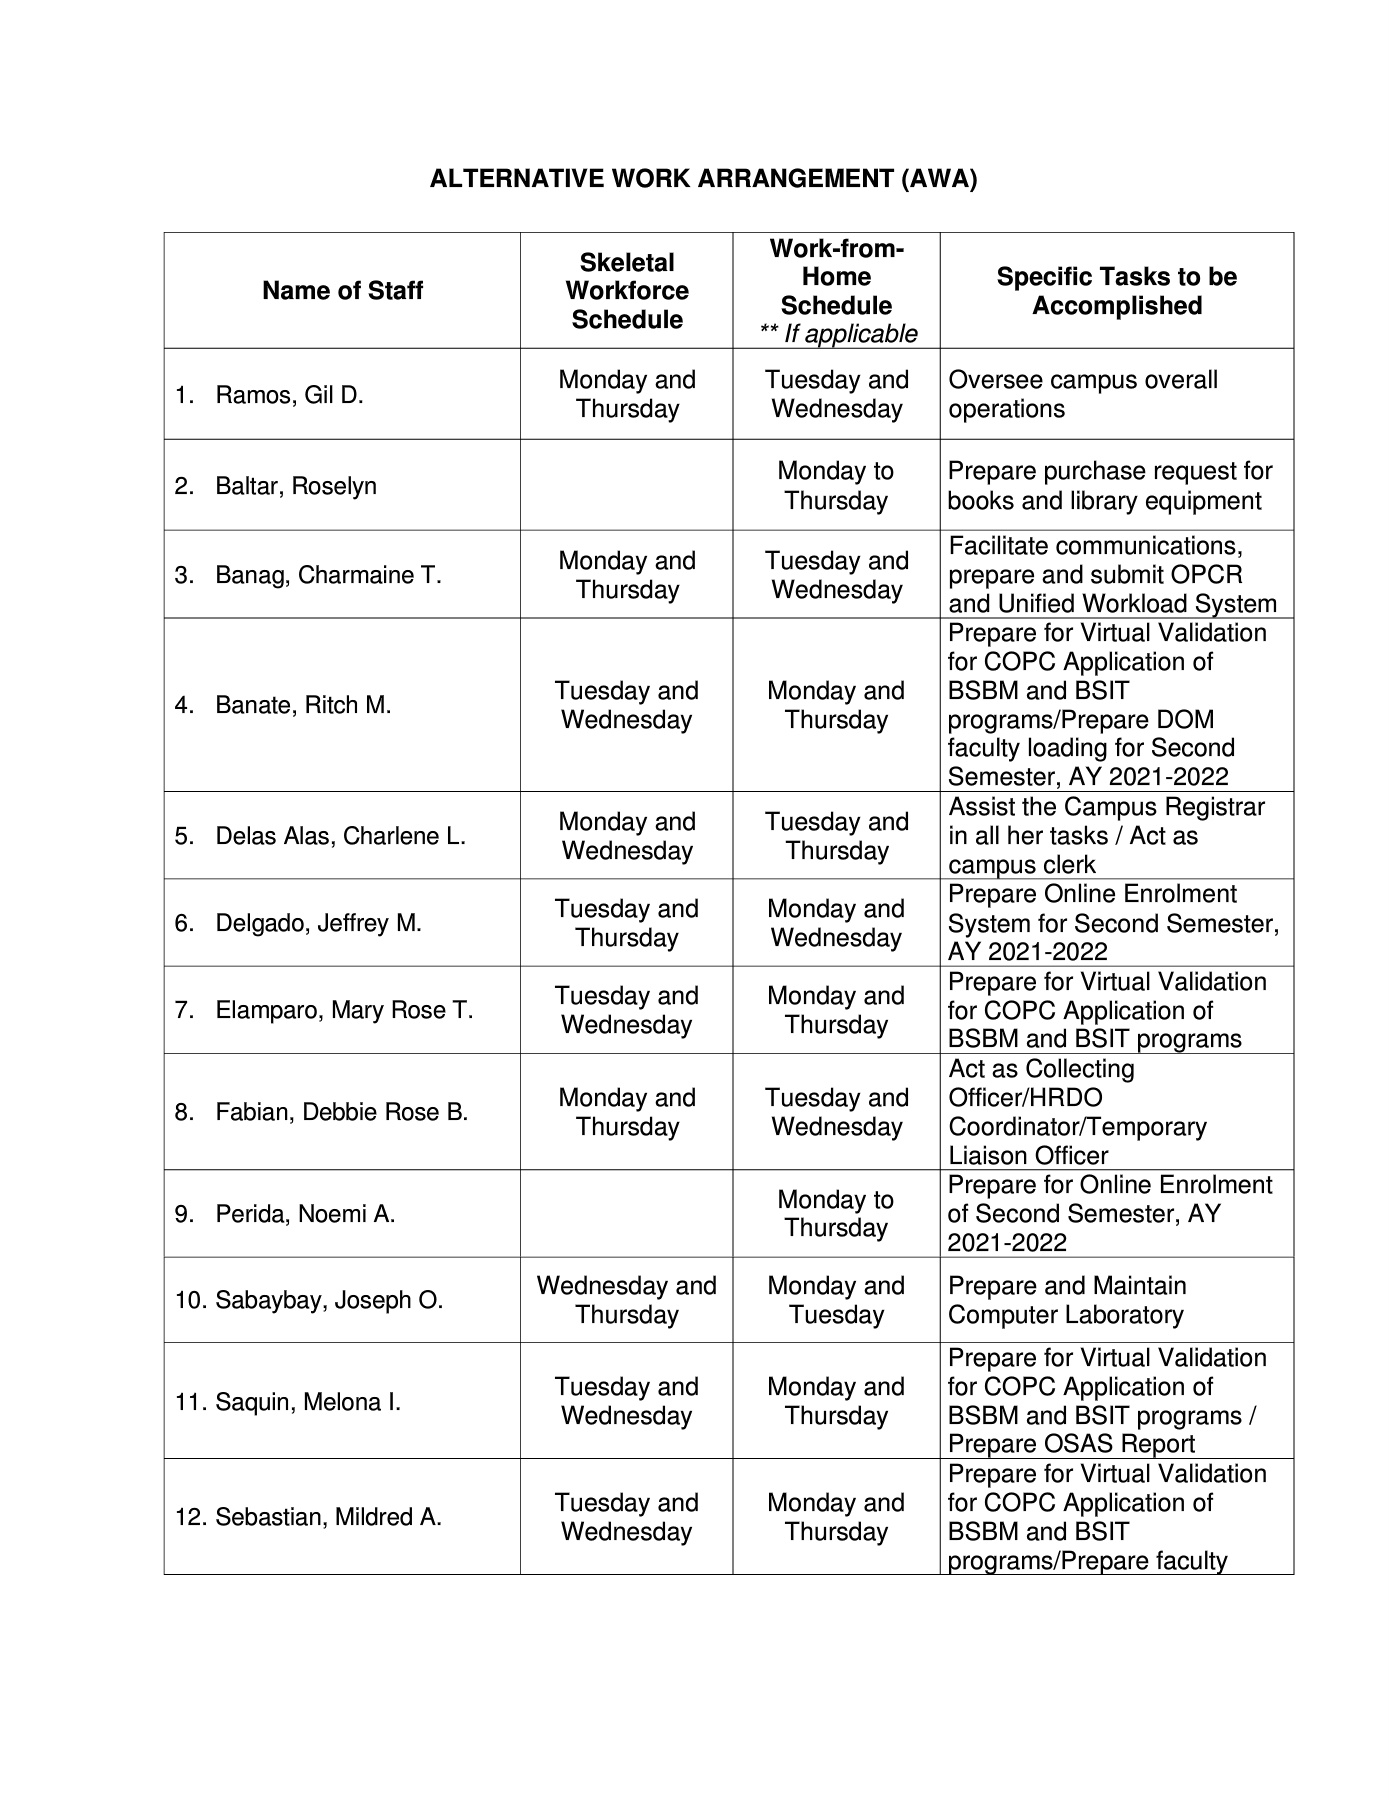 ALTERNATIVE WORK ARRANGEMENT (AWA)
Name of Staff
Skeletal
Workforce
Schedule
Work-from-
Home
Schedule
** If applicable
Specific Tasks to be
Accomplished
1. Ramos, Gil D.
Monday and
Thursday
Tuesday and
Wednesday
Oversee campus overall
operations
2. Baltar, Roselyn
Monday to
Thursday
Prepare purchase request for
books and library equipment
3. Banag, Charmaine T.
Monday and
Thursday
Tuesday and
Wednesday
Facilitate communications,
prepare and submit OPCR
and Unified Workload System
4. Banate, Ritch M.
Tuesday and
Wednesday
Monday and
Thursday
Prepare for Virtual Validation
for COPC Application of
BSBM and BSIT
programs/Prepare DOM
faculty loading for Second
Semester, AY 2021-2022
5. Delas Alas, Charlene L.
Monday and
Wednesday
Tuesday and
Thursday
Assist the Campus Registrar
in all her tasks / Act as
campus clerk
6. Delgado, Jeffrey M.
Tuesday and
Thursday
Monday and
Wednesday
Prepare Online Enrolment
System for Second Semester,
AY 2021-2022
7. Elamparo, Mary Rose T.
Tuesday and
Wednesday
Monday and
Thursday
Prepare for Virtual Validation
for COPC Application of
BSBM and BSIT programs
8. Fabian, Debbie Rose B.
Monday and
Thursday
Tuesday and
Wednesday
Act as Collecting
Officer/HRDO
Coordinator/Temporary
Liaison Officer
9. Perida, Noemi A.
Monday to
Thursday
Prepare for Online Enrolment
of Second Semester, AY
2021-2022
10. Sabaybay, Joseph O.
Wednesday and
Thursday
Monday and
Tuesday
Prepare and Maintain
Computer Laboratory
11. Saquin, Melona I.
Tuesday and
Wednesday
Monday and
Thursday
Prepare for Virtual Validation
for COPC Application of
BSBM and BSIT programs /
Prepare OSAS Report
12. Sebastian, Mildred A.
Tuesday and
Wednesday
Monday and
Thursday
Prepare for Virtual Validation
for COPC Application of
BSBM and BSIT
programs/Prepare faculty